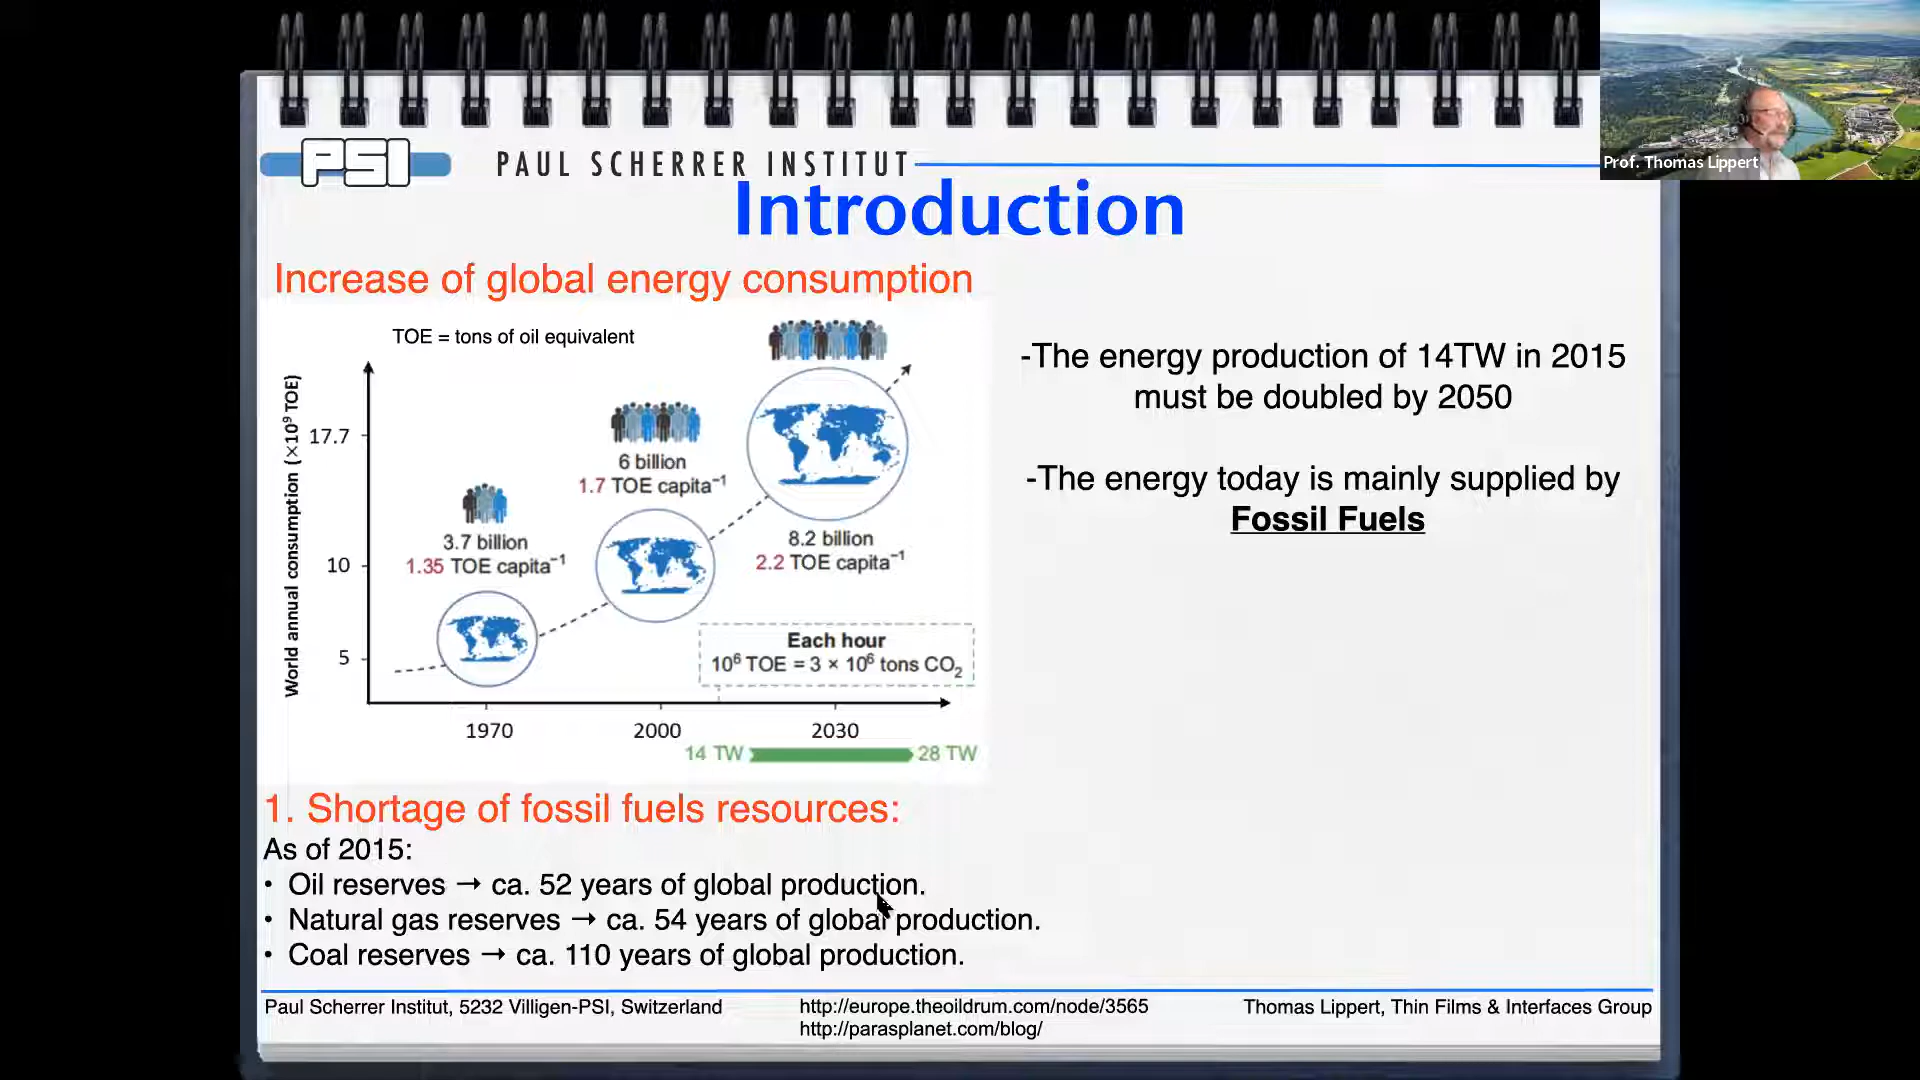 Prof. Thomas Lippert
PSI
PAUL SCHERRER INSTITUT
Introduction
Increase of global energy consumption
TOE = tons of oil equivalent
World annual consumption (×10⁹ TOE)
17.7
10
5
3.7 billion
1.35 TOE capita⁻¹
6 billion
1.7 TOE capita⁻¹
8.2 billion
2.2 TOE capita⁻¹
Each hour
10⁶ TOE = 3 × 10⁶ tons CO₂
1970
2000
2030
14 TW
28 TW
-The energy production of 14TW in 2015
must be doubled by 2050
-The energy today is mainly supplied by
Fossil Fuels
1. Shortage of fossil fuels resources:
As of 2015:
• Oil reserves → ca. 52 years of global production.
• Natural gas reserves → ca. 54 years of global production.
• Coal reserves → ca. 110 years of global production.
Paul Scherrer Institut, 5232 Villigen-PSI, Switzerland
http://europe.theoildrum.com/node/3565
http://parasplanet.com/blog/
Thomas Lippert, Thin Films & Interfaces Group